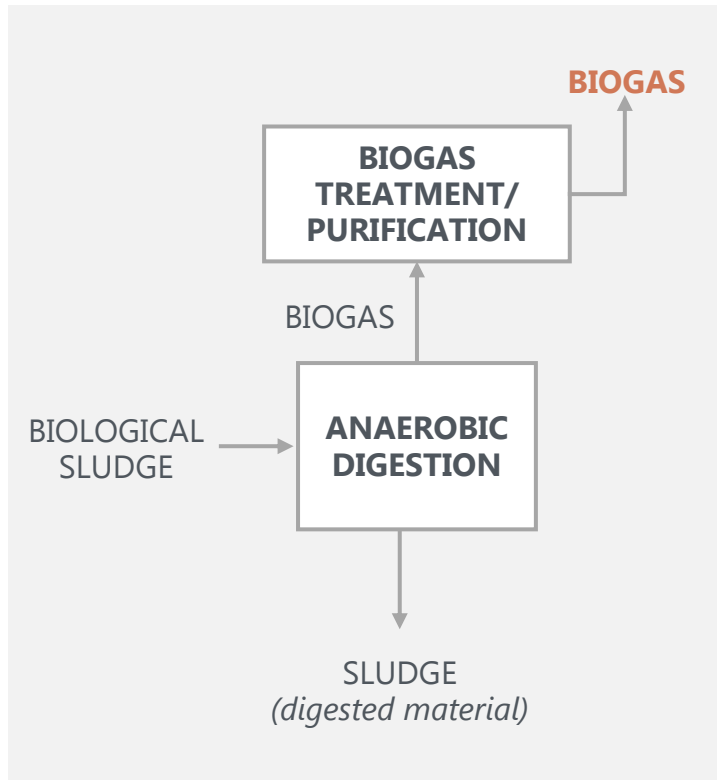 BIOGAS
BIOGAS
TREATMENT/
PURIFICATION
BIOGAS
BIOLOGICAL
SLUDGE
ANAEROBIC
DIGESTION
SLUDGE
(digested material)